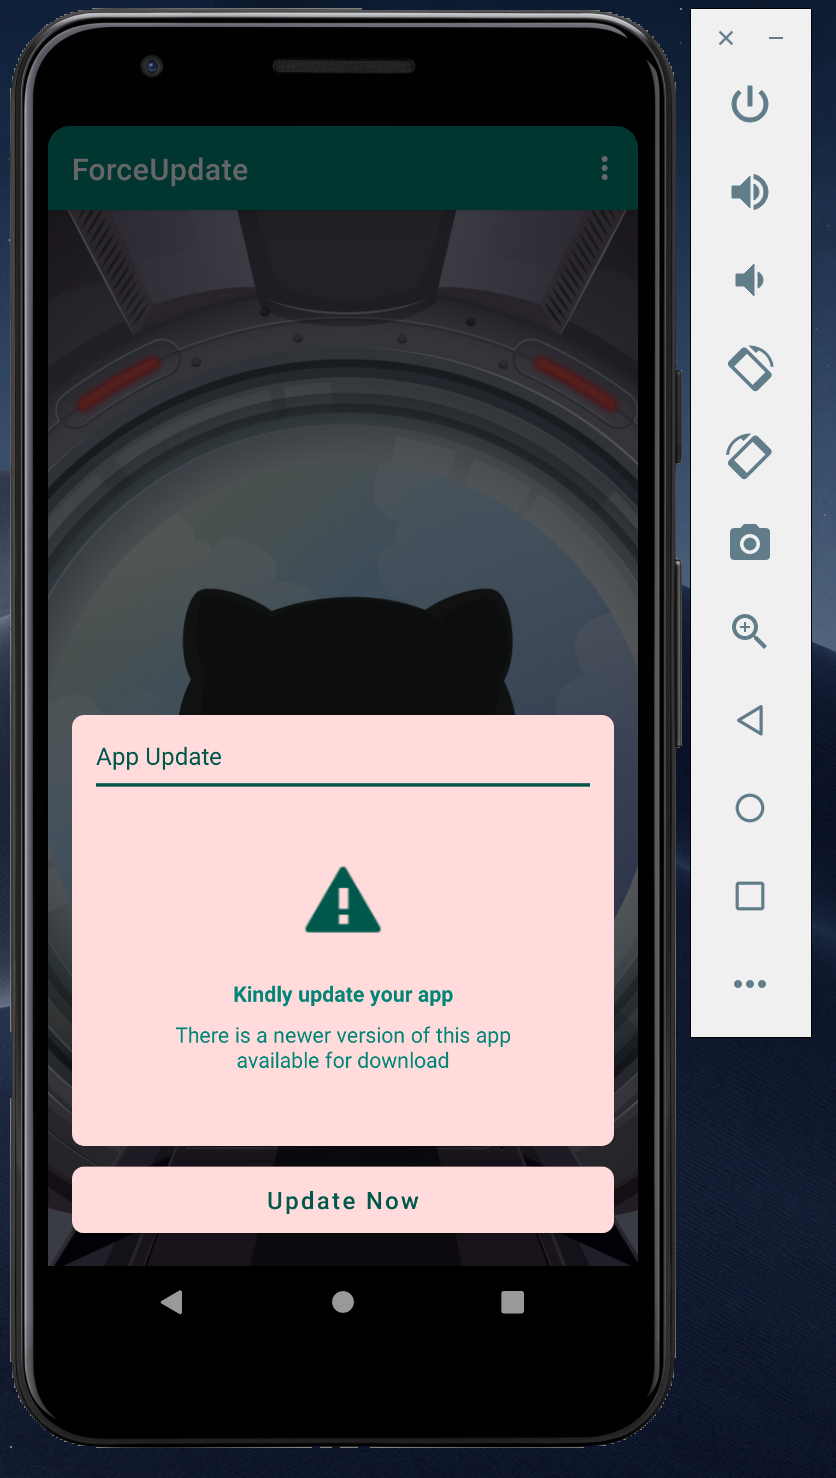 ForceUpdate
App Update
Kindly update your app
There is a newer version of this app
available for download
Update Now